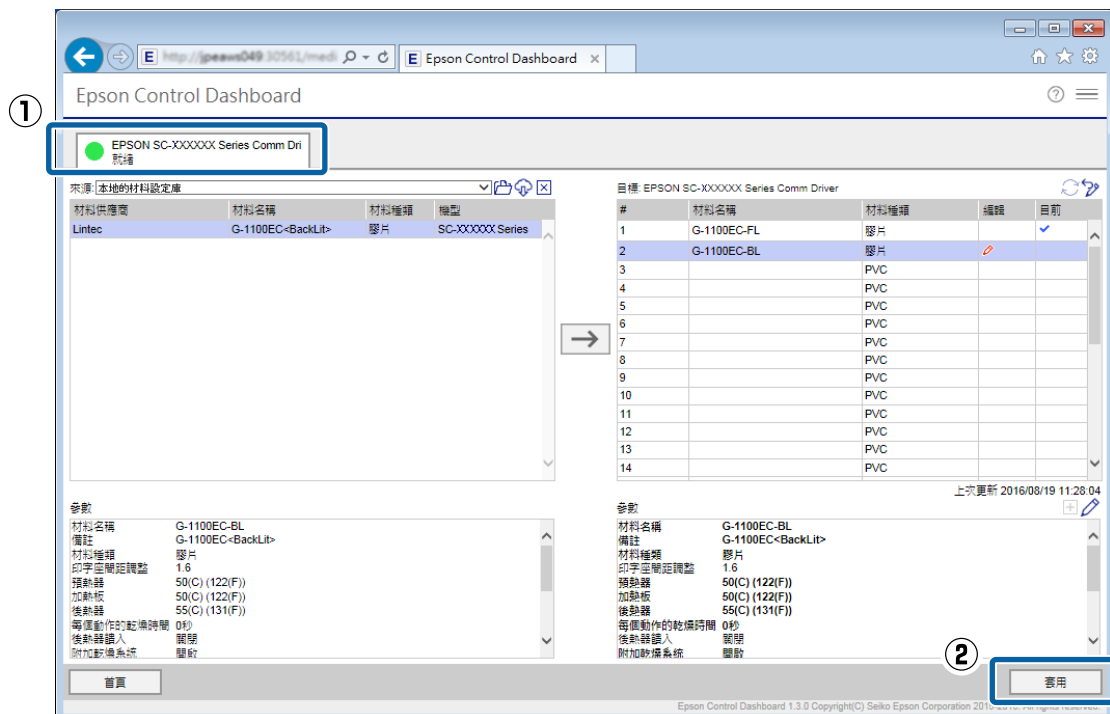 E http://jpeaws049:30561/medi
E Epson Control Dashboard ×
Epson Control Dashboard
①
EPSON SC-XXXXXX Series Comm Dri
就緒
來源: 本地的材料設定庫
材料供應商 材料名稱 材料種類 機型
Lintec G-1100EC<BackLit> 膠片 SC-XXXXXX Series
目標: EPSON SC-XXXXXX Series Comm Driver
# 材料名稱 材料種類 編輯 目前
1 G-1100EC-FL 膠片
2 G-1100EC-BL 膠片
3 PVC
4 PVC
5 PVC
6 PVC
7 PVC
8 PVC
9 PVC
10 PVC
11 PVC
12 PVC
13 PVC
14 PVC
上次更新 2016/08/19 11:28:04
參數
材料名稱 G-1100EC-BL
備註 G-1100EC<BackLit>
材料種類 膠片
印字座間距調整 1.6
預熱器 50(C) (122(F))
加熱板 50(C) (122(F))
後熱器 55(C) (131(F))
每個動作的乾燥時間 0秒
後熱器饋入 關閉
附加乾燥系統 開啟
參數
材料名稱 G-1100EC-BL
備註 G-1100EC<BackLit>
材料種類 膠片
印字座間距調整 1.6
預熱器 50(C) (122(F))
加熱板 50(C) (122(F))
後熱器 55(C) (131(F))
每個動作的乾燥時間 0秒
後熱器饋入 關閉
附加乾燥系統 開啟
②
首頁
套用
Epson Control Dashboard 1.3.0 Copyright(C) Seiko Epson Corporation